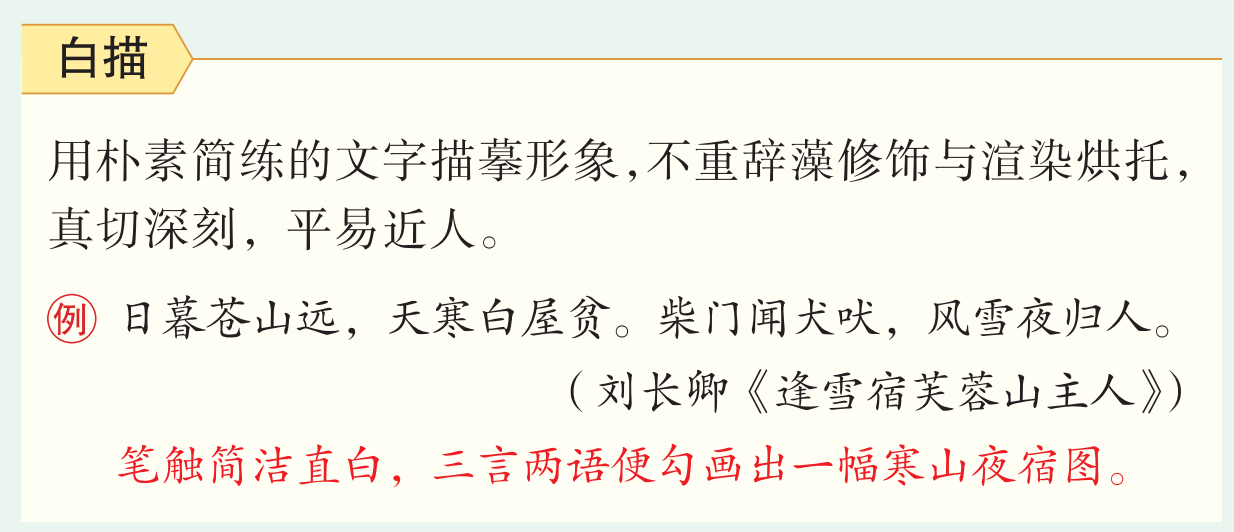 白描
用朴素简练的文字描摹形象,不重辞藻修饰与渲染烘托,
真切深刻，平易近人。
例 日暮苍山远，天寒白屋贫。柴门闻犬吠，风雪夜归人。
（刘长卿《逢雪宿芙蓉山主人》）
笔触简洁直白，三言两语便勾画出一幅寒山夜宿图。